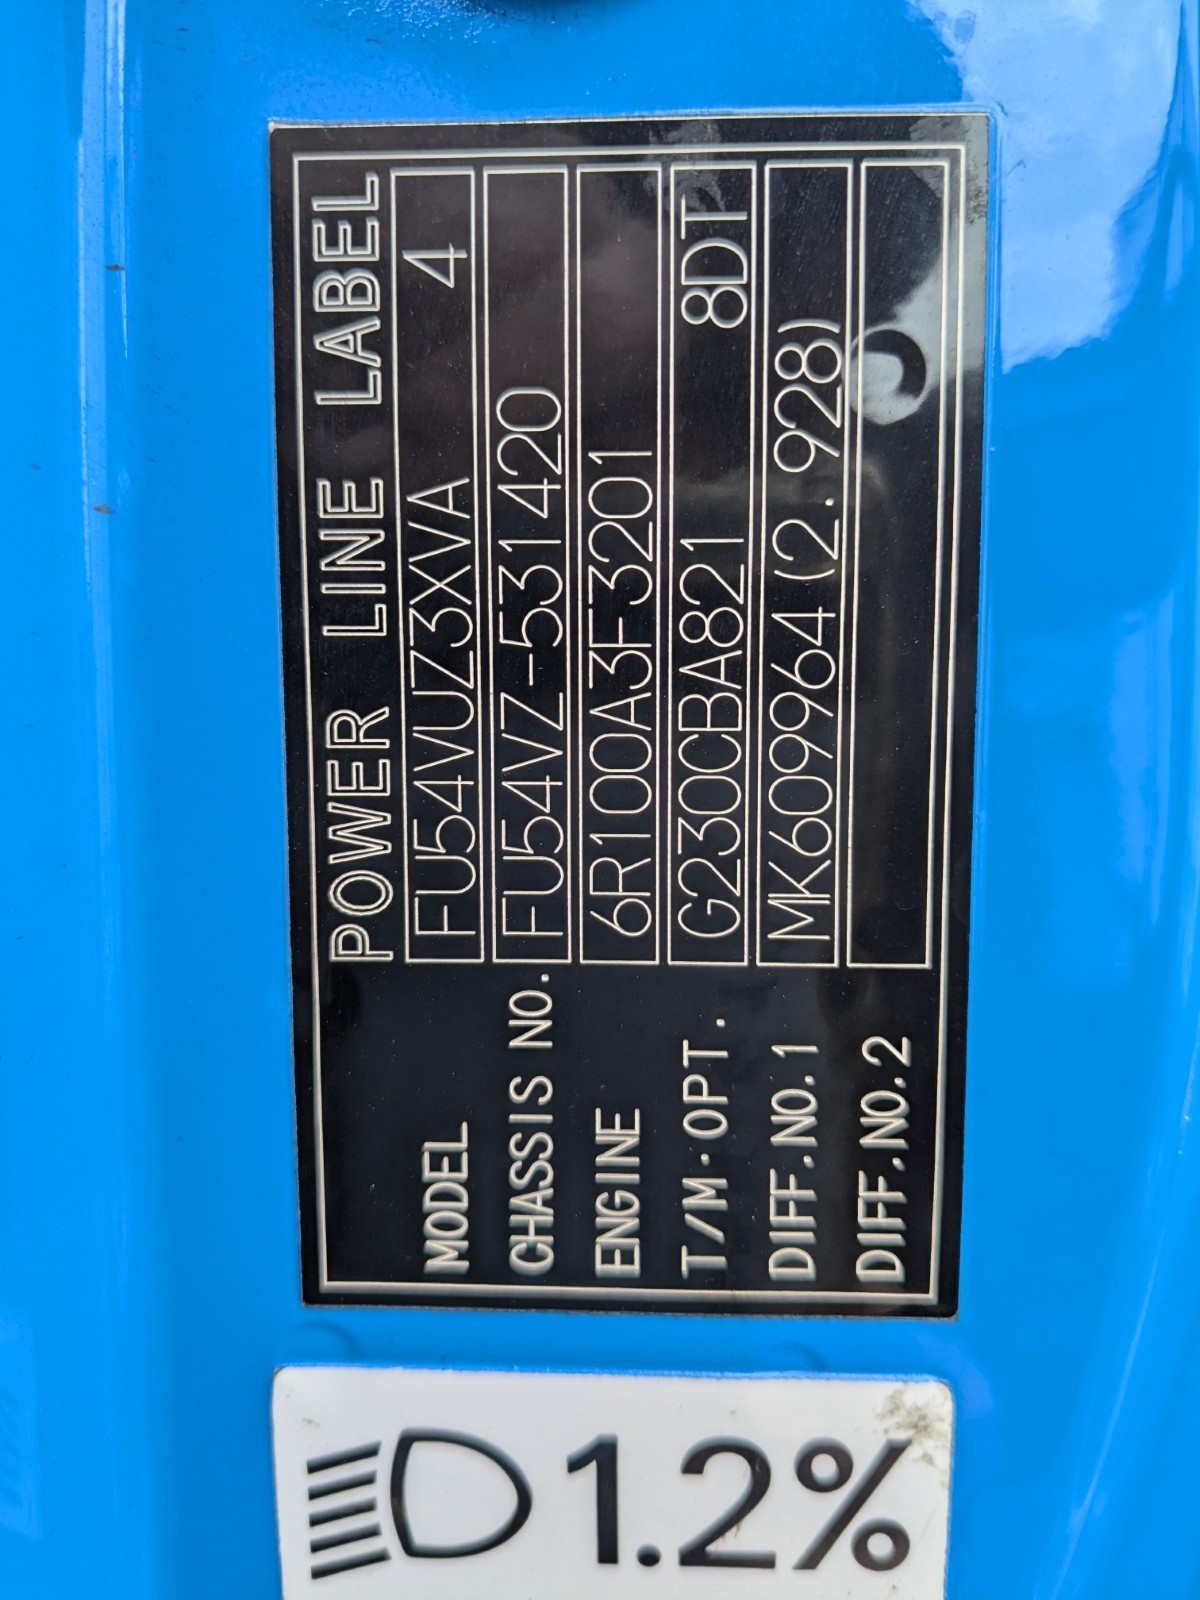 POWER LINE LABEL
MODEL FU54VUZ3XVA 4
CHASSIS NO. FU54VZ-531420
ENGINE 6R100A3F3201
T/M·OPT. G230CBA821 8DT
DIFF.NO.1 MK609964(2.928)
DIFF.NO.2
1.2%